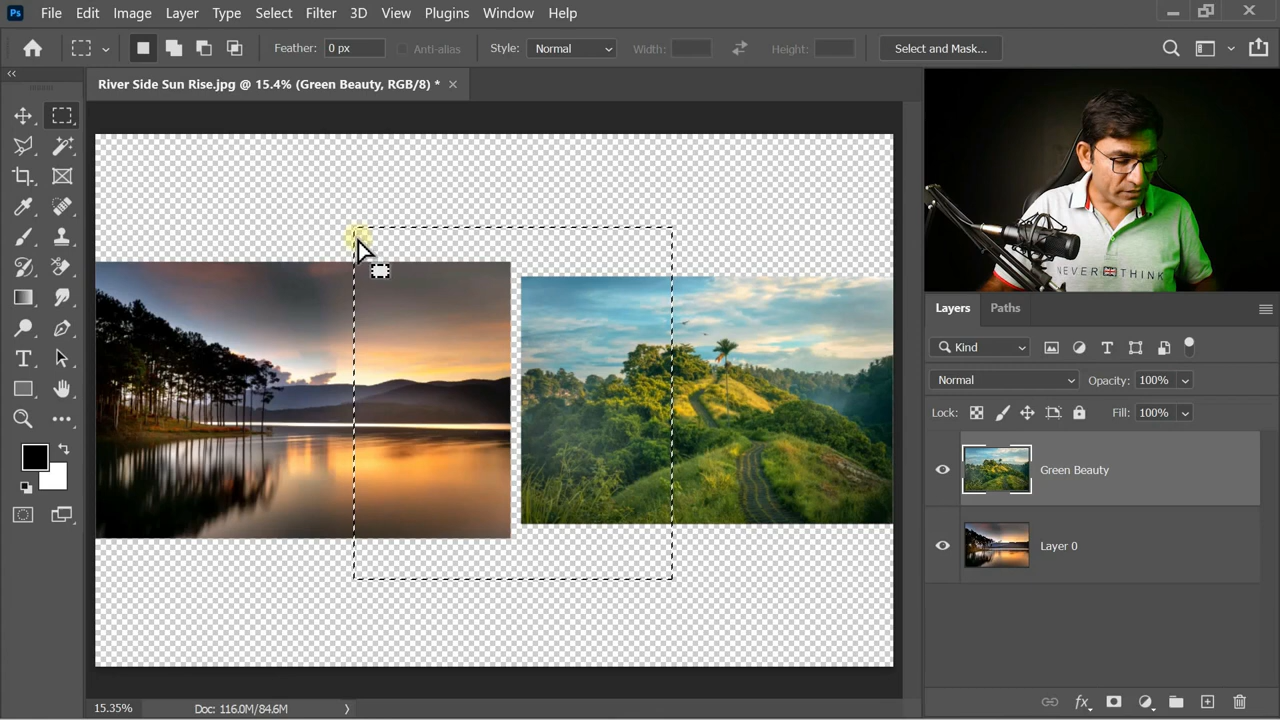 Ps File Edit Image Layer Type Select Filter 3D View Plugins Window Help
Feather: 0 px Anti-alias Style: Normal Width: Height: Select and Mask...
River Side Sun Rise.jpg @ 15.4% (Green Beauty, RGB/8) *
NEVER THINK
Layers Paths
Kind
Normal Opacity: 100%
Lock: Fill: 100%
Green Beauty
Layer 0
15.35% Doc: 116.0M/84.6M